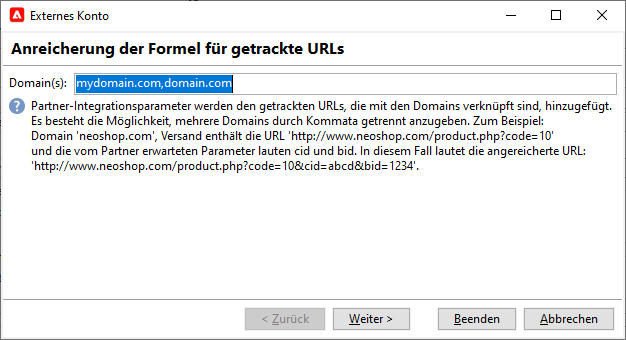 Externes Konto
Anreicherung der Formel für getrackte URLs
Domain(s): mydomain.com,domain.com
Partner-Integrationsparameter werden den getrackten URLs, die mit den Domains verknüpft sind, hinzugefügt.
Es besteht die Möglichkeit, mehrere Domains durch Kommata getrennt anzugeben. Zum Beispiel:
Domain 'neoshop.com', Versand enthält die URL 'http://www.neoshop.com/product.php?code=10'
und die vom Partner erwarteten Parameter lauten cid und bid. In diesem Fall lautet die angereicherte URL:
'http://www.neoshop.com/product.php?code=10&cid=abcd&bid=1234'.
< Zurück Weiter > Beenden Abbrechen